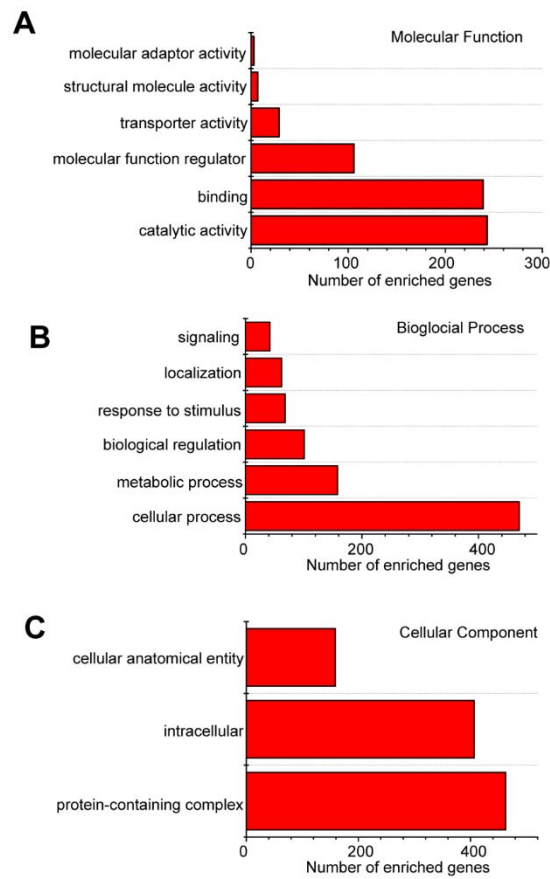 A
Molecular Function
molecular adaptor activity
structural molecule activity
transporter activity
molecular function regulator
binding
catalytic activity
0 100 200 300
Number of enriched genes
B
Bioglocial Process
signaling
localization
response to stimulus
biological regulation
metabolic process
cellular process
0 200 400
Number of enriched genes
C
Cellular Component
cellular anatomical entity
intracellular
protein-containing complex
0 200 400
Number of enriched genes